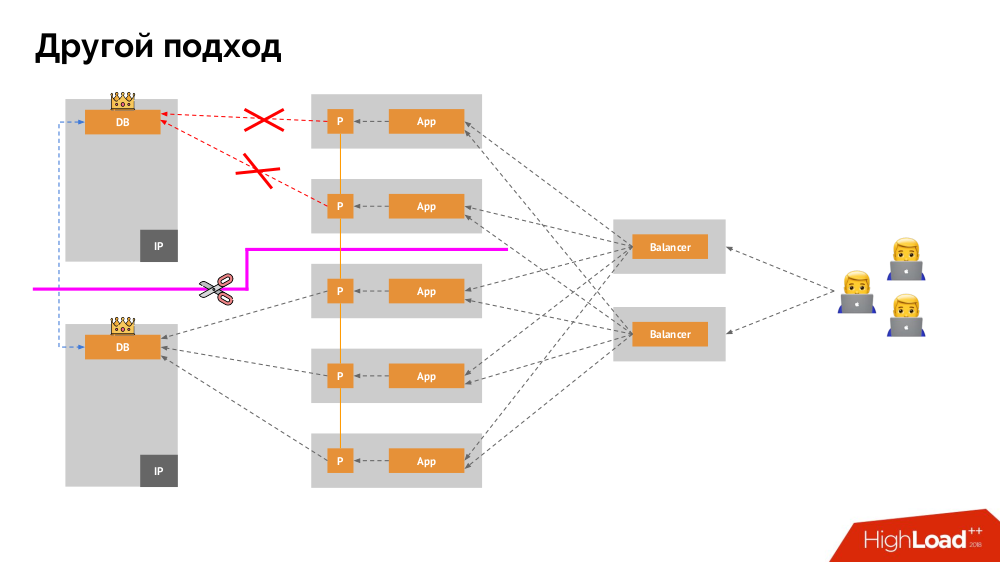 Другой подход
DB
P
App
P
App
IP
Balancer
P
App
DB
Balancer
P
App
P
App
IP
HighLoad++
2018